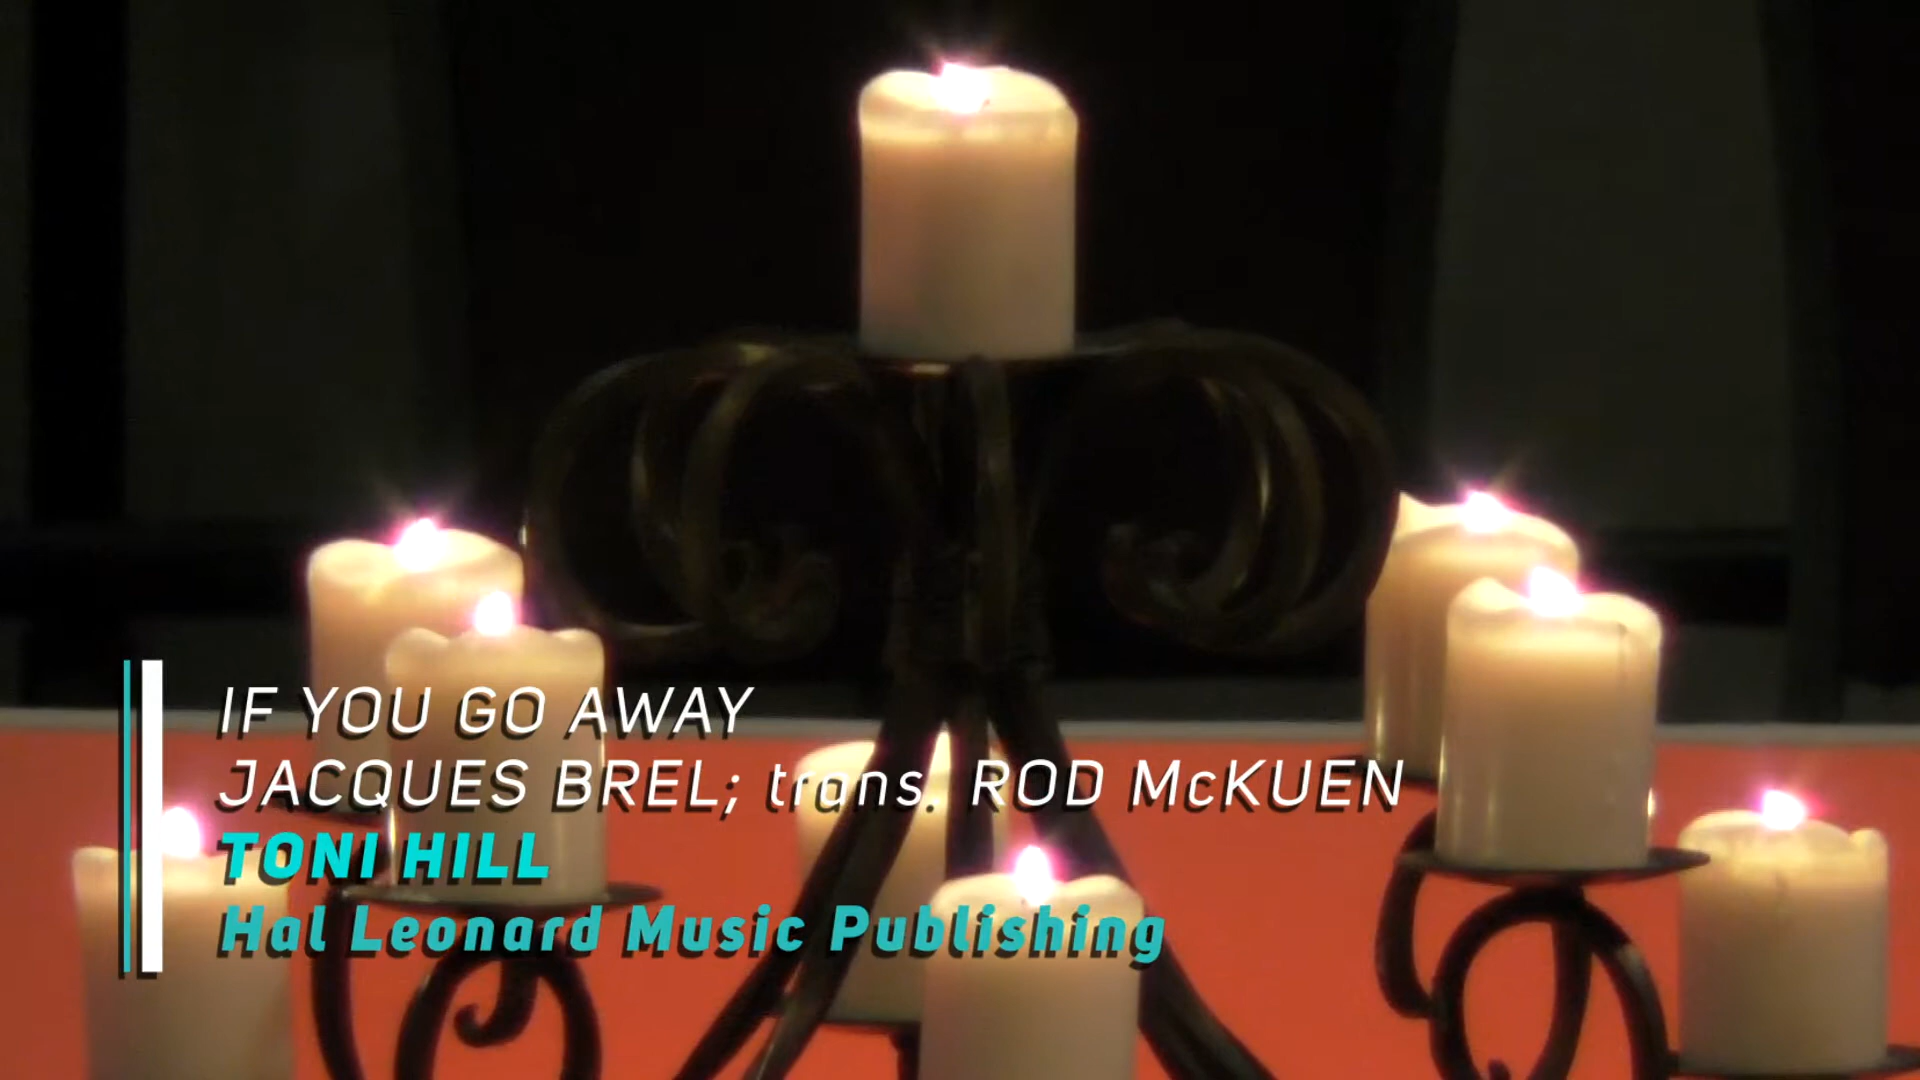 IF YOU GO AWAY
JACQUES BREL; trans. ROD McKUEN
TONI HILL
Hal Leonard Music Publishing